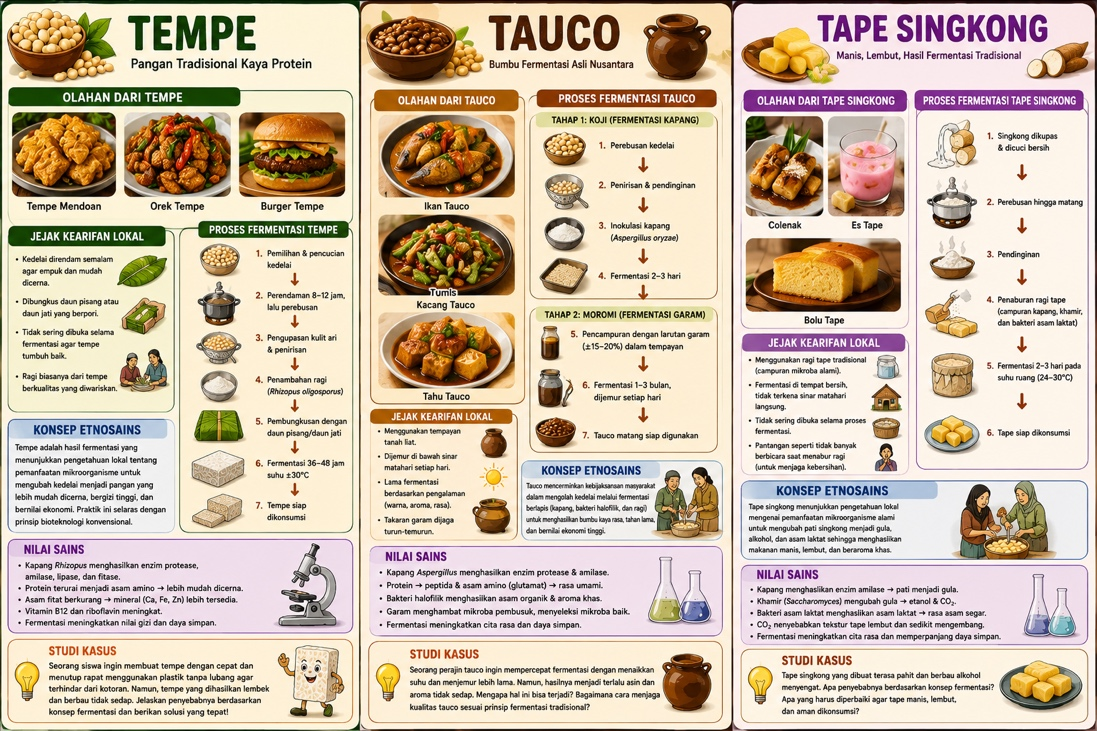 TEMPE
Pangan Tradisional Kaya Protein
OLAHAN DARI TEMPE
Tempe Mendoan
Orek Tempe
Burger Tempe
JEJAK KEARIFAN LOKAL
• Kedelai direndam semalam
agar empuk dan mudah
dicerna.
• Dibungkus daun pisang atau
daun jati yang berpori.
• Tidak sering dibuka selama
fermentasi agar tempe
tumbuh baik.
• Ragi biasanya dari tempe
berkualitas yang diwariskan.
PROSES FERMENTASI TEMPE
1. Pemilihan & pencucian
kedelai
2. Perendaman 8–12 jam,
lalu perebusan
3. Pengupasan kulit ari
& penirisan
4. Penambahan ragi
(Rhizopus oligosporus)
5. Pembungkusan dengan
daun pisang/daun jati
6. Fermentasi 36–48 jam
suhu ±30°C
7. Tempe siap
dikonsumsi
KONSEP ETNOSAINS
Tempe adalah hasil fermentasi yang
menunjukkan pengetahuan lokal tentang
pemanfaatan mikroorganisme untuk
mengubah kedelai menjadi pangan yang
lebih mudah dicerna, bergizi tinggi, dan
bernilai ekonomi. Praktik ini selaras dengan
prinsip bioteknologi konvensional.
NILAI SAINS
• Kapang Rhizopus menghasilkan enzim protease,
amilase, lipase, dan fitase.
• Protein terurai menjadi asam amino → lebih mudah dicerna.
• Asam fitat berkurang → mineral (Ca, Fe, Zn) lebih tersedia.
• Vitamin B12 dan riboflavin meningkat.
• Fermentasi meningkatkan nilai gizi dan daya simpan.
STUDI KASUS
Seorang siswa ingin membuat tempe dengan cepat dan
menutup rapat menggunakan plastik tanpa lubang agar
terhindar dari kotoran. Namun, tempe yang dihasilkan lembek
dan berbau tidak sedap. Jelaskan penyebabnya berdasarkan
konsep fermentasi dan berikan solusi yang tepat!
TAUCO
Bumbu Fermentasi Asli Nusantara
OLAHAN DARI TAUCO
Ikan Tauco
Tumis
Kacang Tauco
Tahu Tauco
PROSES FERMENTASI TAUCO
TAHAP 1: KOJI (FERMENTASI KAPANG)
1. Perebusan kedelai
2. Penirisan & pendinginan
3. Inokulasi kapang
(Aspergillus oryzae)
4. Fermentasi 2–3 hari
TAHAP 2: MOROMI (FERMENTASI GARAM)
5. Pencampuran dengan larutan garam
(±15–20%) dalam tempayan
6. Fermentasi 1–3 bulan,
dijemur setiap hari
7. Tauco matang siap digunakan
JEJAK KEARIFAN LOKAL
• Menggunakan tempayan
tanah liat.
• Dijemur di bawah sinar
matahari setiap hari.
• Lama fermentasi
berdasarkan pengalaman
(warna, aroma, rasa).
• Takaran garam dijaga
turun-temurun.
KONSEP ETNOSAINS
Tauco mencerminkan kebijaksanaan masyarakat
dalam mengolah kedelai melalui fermentasi
berlapis (kapang, bakteri halofilik, dan ragi)
untuk menghasilkan bumbu kaya rasa, tahan lama,
dan bernilai ekonomi tinggi.
NILAI SAINS
• Kapang Aspergillus menghasilkan enzim protease & amilase.
• Protein → peptida & asam amino (glutamat) → rasa umami.
• Bakteri halofilik menghasilkan asam organik & aroma khas.
• Garam menghambat mikroba pembusuk, menyeleksi mikroba baik.
• Fermentasi meningkatkan cita rasa dan daya simpan.
STUDI KASUS
Seorang perajin tauco ingin mempercepat fermentasi dengan menaikkan
suhu dan menjemur lebih lama. Namun, hasilnya menjadi terlalu asin dan
aroma tidak sedap. Mengapa hal ini bisa terjadi? Bagaimana cara menjaga
kualitas tauco sesuai prinsip fermentasi tradisional?
TAPE SINGKONG
Manis, Lembut, Hasil Fermentasi Tradisional
OLAHAN DARI TAPE SINGKONG
Colenak
Es Tape
Bolu Tape
PROSES FERMENTASI TAPE SINGKONG
1. Singkong dikupas
& dicuci bersih
2. Perebusan hingga matang
3. Pendinginan
4. Penaburan ragi tape
(campuran kapang, khamir,
dan bakteri asam laktat)
5. Fermentasi 2–3 hari pada
suhu ruang (24–30°C)
6. Tape siap dikonsumsi
JEJAK KEARIFAN LOKAL
• Menggunakan ragi tape tradisional
(campuran mikroba alami).
• Fermentasi di tempat bersih,
tidak terkena sinar matahari
langsung.
• Tidak sering dibuka selama proses
fermentasi.
• Pantangan seperti tidak banyak
berbicara saat menabur ragi
(untuk menjaga kebersihan).
KONSEP ETNOSAINS
Tape singkong menunjukkan pengetahuan lokal
mengenai pemanfaatan mikroorganisme alami
untuk mengubah pati singkong menjadi gula,
alkohol, dan asam laktat sehingga menghasilkan
makanan manis, lembut, dan beraroma khas.
NILAI SAINS
• Kapang menghasilkan enzim amilase → pati menjadi gula.
• Khamir (Saccharomyces) mengubah gula → etanol & CO₂.
• Bakteri asam laktat menghasilkan asam laktat → rasa asam segar.
• CO₂ menyebabkan tekstur tape lembut dan sedikit mengembang.
• Fermentasi meningkatkan cita rasa dan memperpanjang daya simpan.
STUDI KASUS
Tape singkong yang dibuat terasa pahit dan berbau alkohol
menyengat. Apa penyebabnya berdasarkan konsep fermentasi?
Apa yang harus diperbaiki agar tape manis, lembut,
dan aman dikonsumsi?